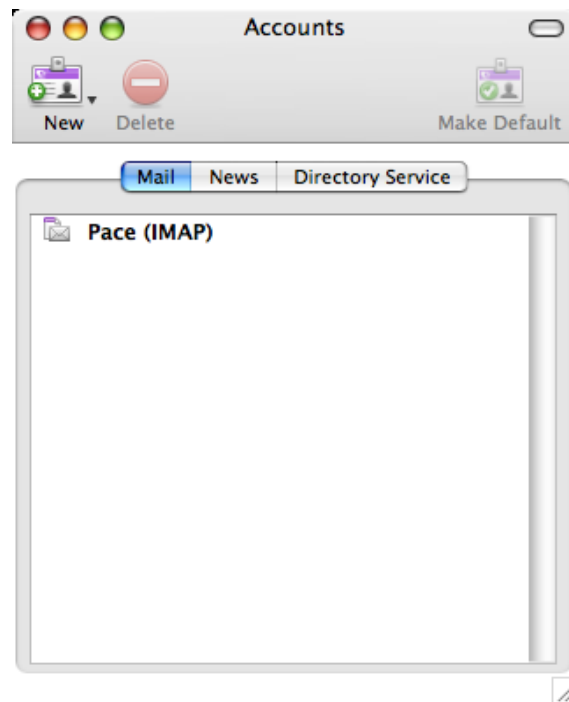 Accounts
New Delete Make Default
Mail News Directory Service
Pace (IMAP)